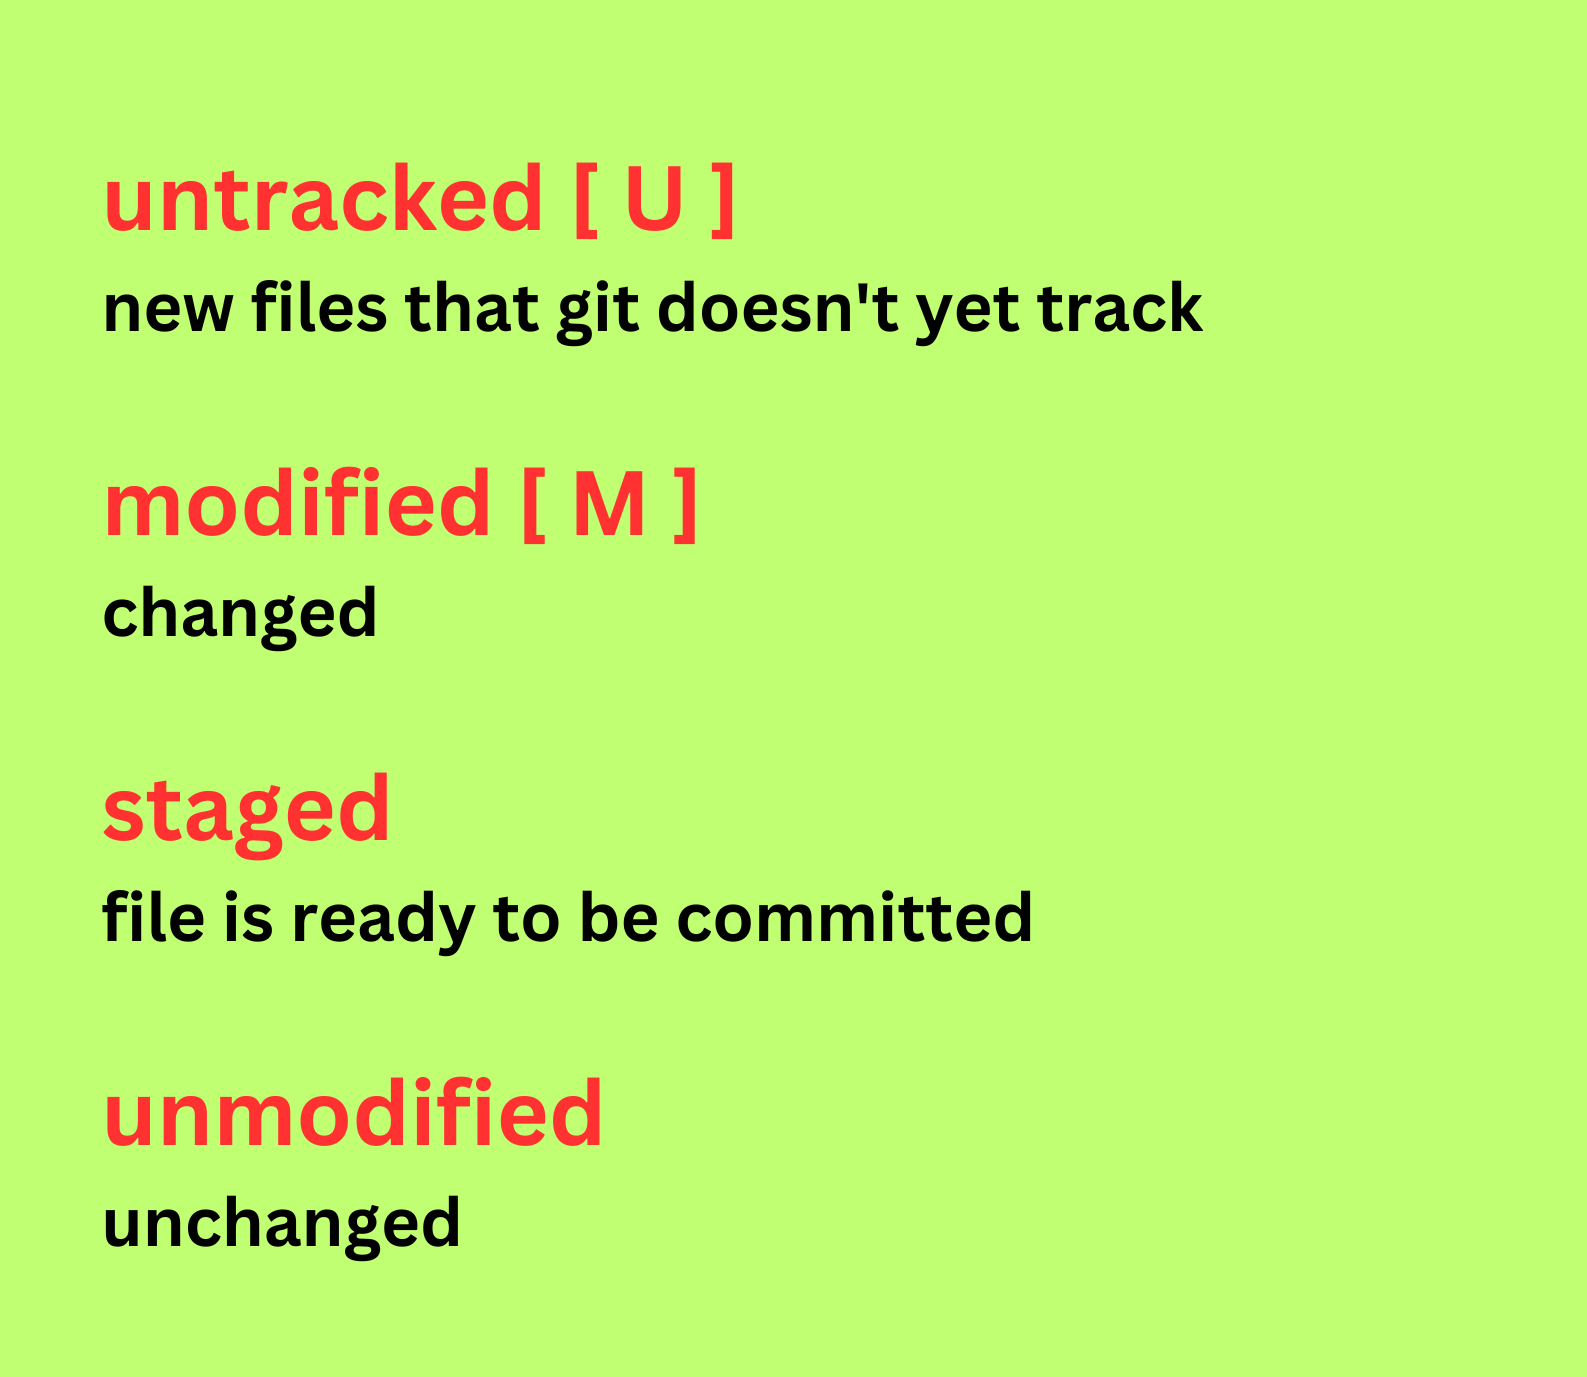 untracked [ U ]
new files that git doesn't yet track
modified [ M ]
changed
staged
file is ready to be committed
unmodified
unchanged